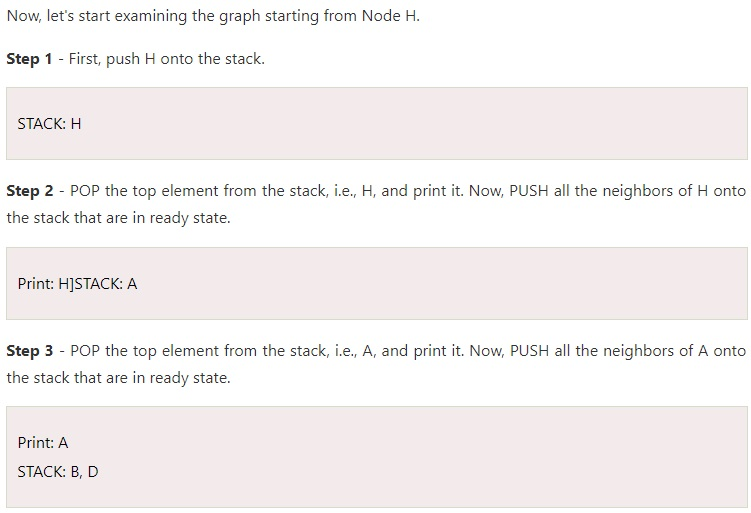 Now, let's start examining the graph starting from Node H.
Step 1 - First, push H onto the stack.
STACK: H
Step 2 - POP the top element from the stack, i.e., H, and print it. Now, PUSH all the neighbors of H onto
the stack that are in ready state.
Print: H]STACK: A
Step 3 - POP the top element from the stack, i.e., A, and print it. Now, PUSH all the neighbors of A onto
the stack that are in ready state.
Print: A
STACK: B, D